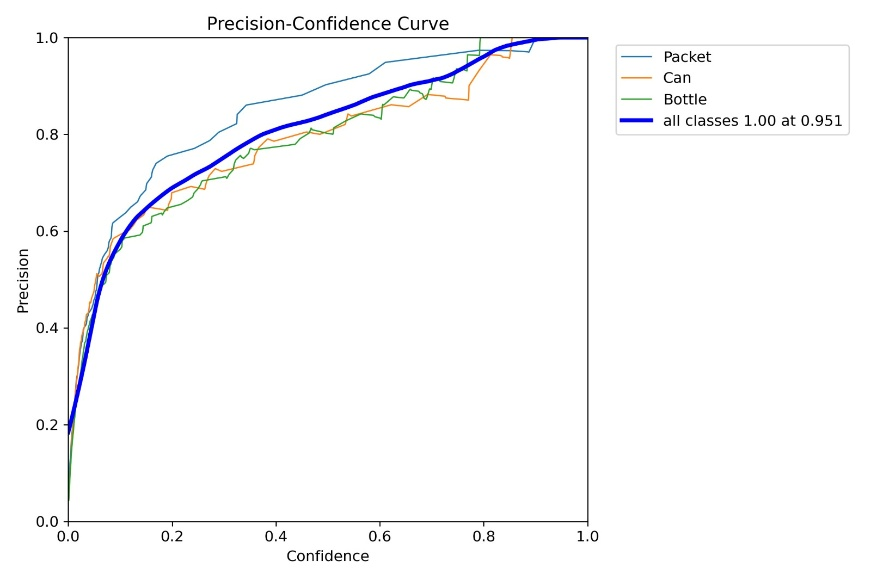 Precision-Confidence Curve
1.0
0.8
0.6
0.4
0.2
0.0
Precision
0.0 0.2 0.4 0.6 0.8 1.0
Confidence
Packet
Can
Bottle
all classes 1.00 at 0.951